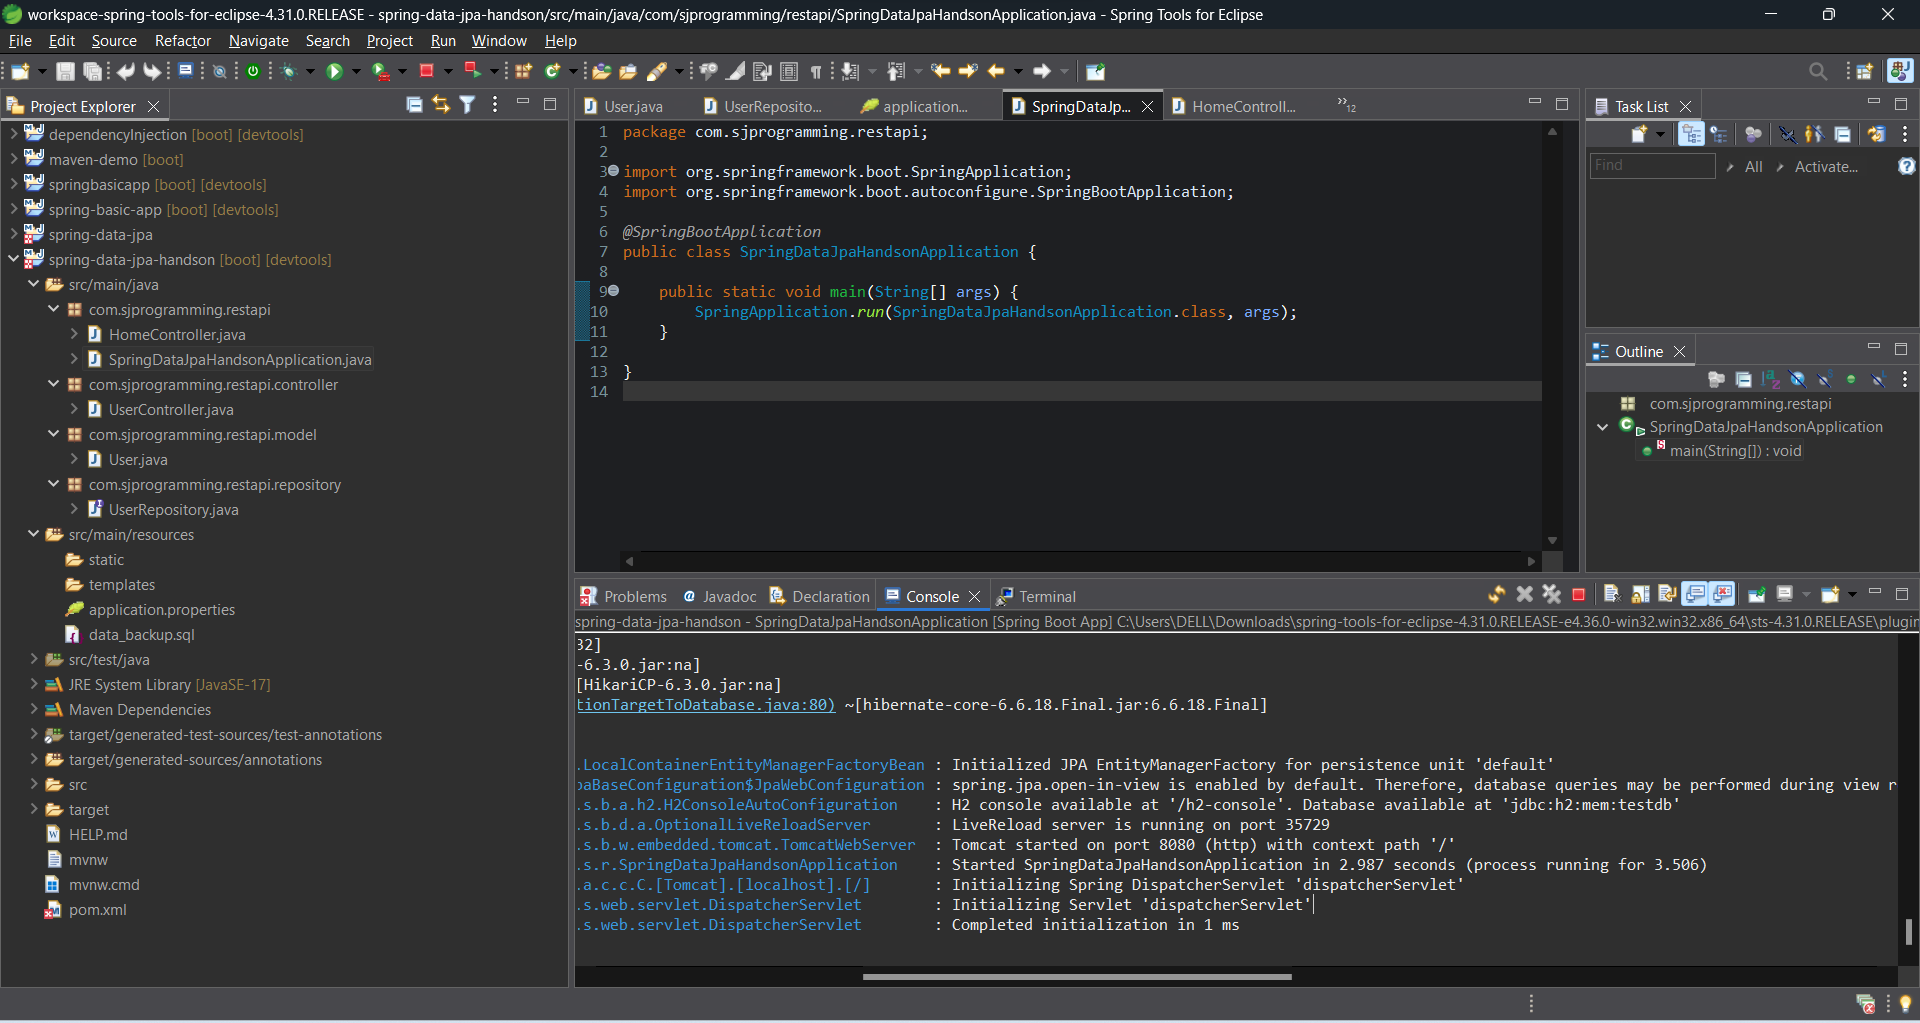 workspace-spring-tools-for-eclipse-4.31.0.RELEASE - spring-data-jpa-handson/src/main/java/com/sjprogramming/restapi/SpringDataJpaHandsonApplication.java - Spring Tools for Eclipse
File Edit Source Refactor Navigate Search Project Run Window Help
Project Explorer
dependencyInjection [boot] [devtools]
maven-demo [boot]
springbasicapp [boot] [devtools]
spring-basic-app [boot] [devtools]
spring-data-jpa
spring-data-jpa-handson [boot] [devtools]
src/main/java
com.sjprogramming.restapi
HomeController.java
SpringDataJpaHandsonApplication.java
com.sjprogramming.restapi.controller
UserController.java
com.sjprogramming.restapi.model
User.java
com.sjprogramming.restapi.repository
UserRepository.java
src/main/resources
static
templates
application.properties
data_backup.sql
src/test/java
JRE System Library [JavaSE-17]
Maven Dependencies
target/generated-test-sources/test-annotations
target/generated-sources/annotations
src
target
HELP.md
mvnw
mvnw.cmd
pom.xml
User.java UserReposito... application... SpringDataJp... HomeControll... »12
1 package com.sjprogramming.restapi;
2
3 import org.springframework.boot.SpringApplication;
4 import org.springframework.boot.autoconfigure.SpringBootApplication;
5
6 @SpringBootApplication
7 public class SpringDataJpaHandsonApplication {
8
9 public static void main(String[] args) {
10 SpringApplication.run(SpringDataJpaHandsonApplication.class, args);
11 }
12
13 }
14
Problems Javadoc Declaration Console Terminal
spring-data-jpa-handson - SpringDataJpaHandsonApplication [Spring Boot App] C:\Users\DELL\Downloads\spring-tools-for-eclipse-4.31.0.RELEASE-e4.36.0-win32.win32.x86_64\sts-4.31.0.RELEASE\plugin
32]
-6.3.0.jar:na]
[HikariCP-6.3.0.jar:na]
tionTargetToDatabase.java:80) ~[hibernate-core-6.6.18.Final.jar:6.6.18.Final]
.LocalContainerEntityManagerFactoryBean : Initialized JPA EntityManagerFactory for persistence unit 'default'
paBaseConfiguration$JpaWebConfiguration : spring.jpa.open-in-view is enabled by default. Therefore, database queries may be performed during view r
.s.b.a.h2.H2ConsoleAutoConfiguration : H2 console available at '/h2-console'. Database available at 'jdbc:h2:mem:testdb'
.s.b.d.a.OptionalLiveReloadServer : LiveReload server is running on port 35729
.s.b.w.embedded.tomcat.TomcatWebServer : Tomcat started on port 8080 (http) with context path '/'
.s.r.SpringDataJpaHandsonApplication : Started SpringDataJpaHandsonApplication in 2.987 seconds (process running for 3.506)
.a.c.c.C.[Tomcat].[localhost].[/] : Initializing Spring DispatcherServlet 'dispatcherServlet'
.s.web.servlet.DispatcherServlet : Initializing Servlet 'dispatcherServlet'
.s.web.servlet.DispatcherServlet : Completed initialization in 1 ms
Task List
Find All Activate...
Outline
com.sjprogramming.restapi
SpringDataJpaHandsonApplication
main(String[]) : void